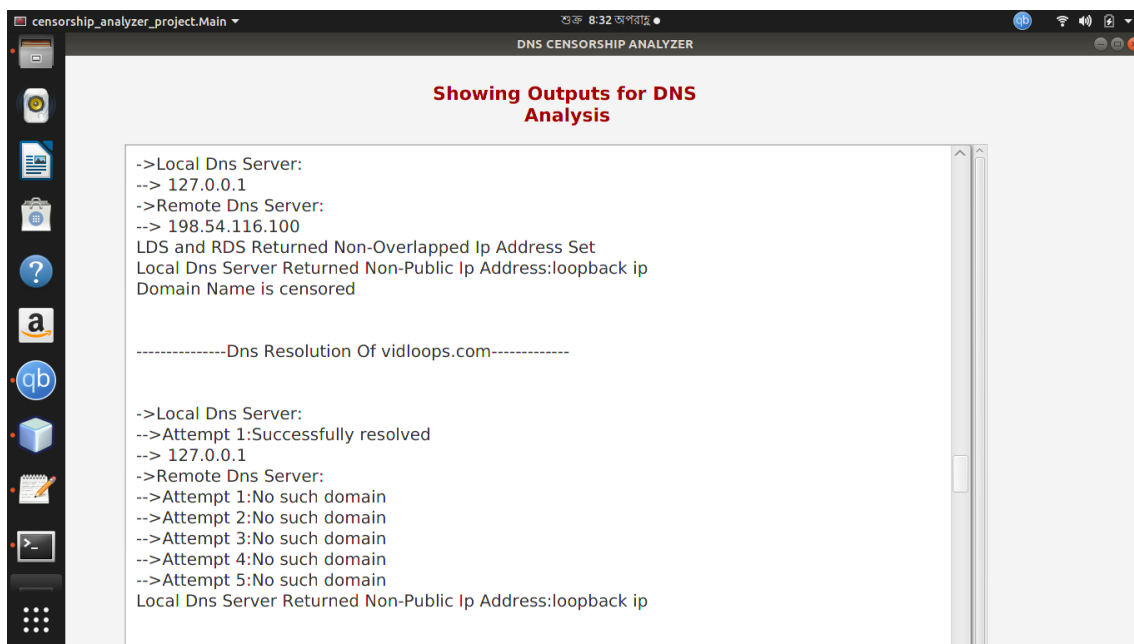 censorship_analyzer_project.Main
শুক্র 8:32 অপরাহ্ণ
qb
DNS CENSORSHIP ANALYZER
Showing Outputs for DNS
Analysis
->Local Dns Server:
--> 127.0.0.1
->Remote Dns Server:
--> 198.54.116.100
LDS and RDS Returned Non-Overlapped Ip Address Set
Local Dns Server Returned Non-Public Ip Address:loopback ip
Domain Name is censored
---------------Dns Resolution Of vidloops.com-------------
->Local Dns Server:
-->Attempt 1:Successfully resolved
--> 127.0.0.1
->Remote Dns Server:
-->Attempt 1:No such domain
-->Attempt 2:No such domain
-->Attempt 3:No such domain
-->Attempt 4:No such domain
-->Attempt 5:No such domain
Local Dns Server Returned Non-Public Ip Address:loopback ip
?
a
qb
>_